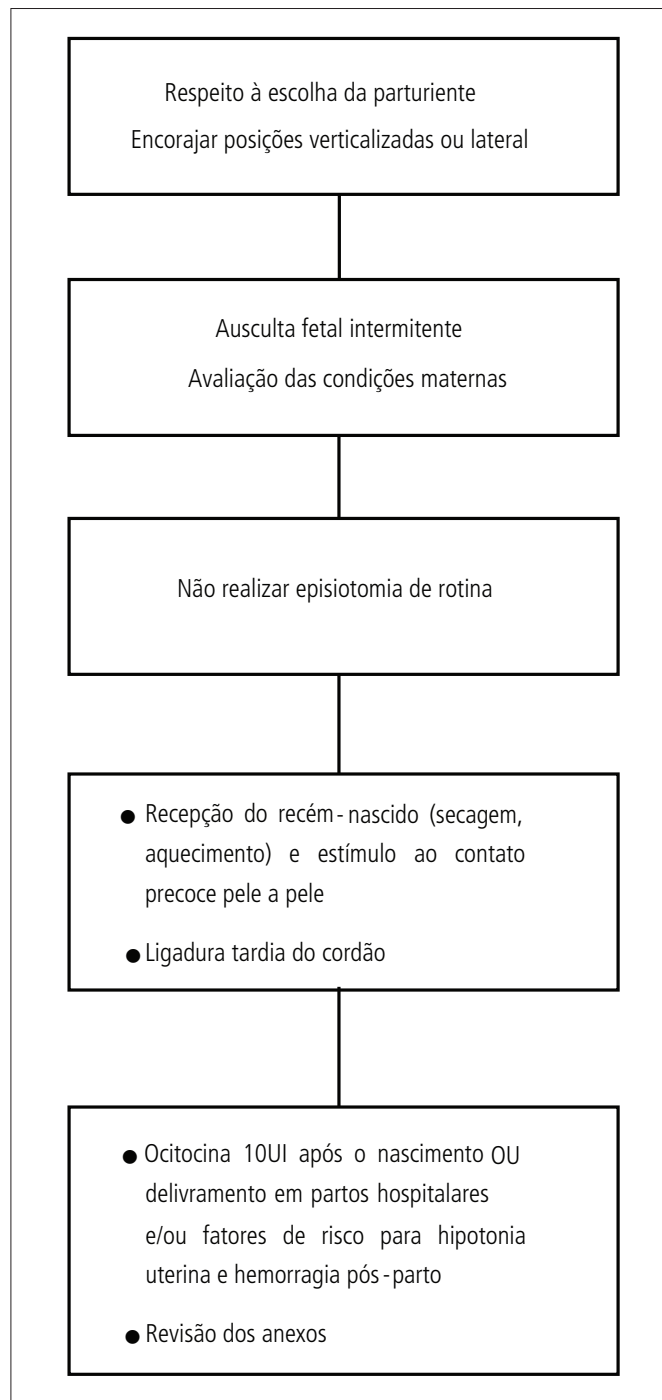 Respeito à escolha da parturiente
Encorajar posições verticalizadas ou lateral
Ausculta fetal intermitente
Avaliação das condições maternas
Não realizar episiotomia de rotina
● Recepção do recém-nascido (secagem,
aquecimento) e estímulo ao contato
precoce pele a pele
● Ligadura tardia do cordão
● Ocitocina 10UI após o nascimento OU
delivramento em partos hospitalares
e/ou fatores de risco para hipotonia
uterina e hemorragia pós-parto
● Revisão dos anexos